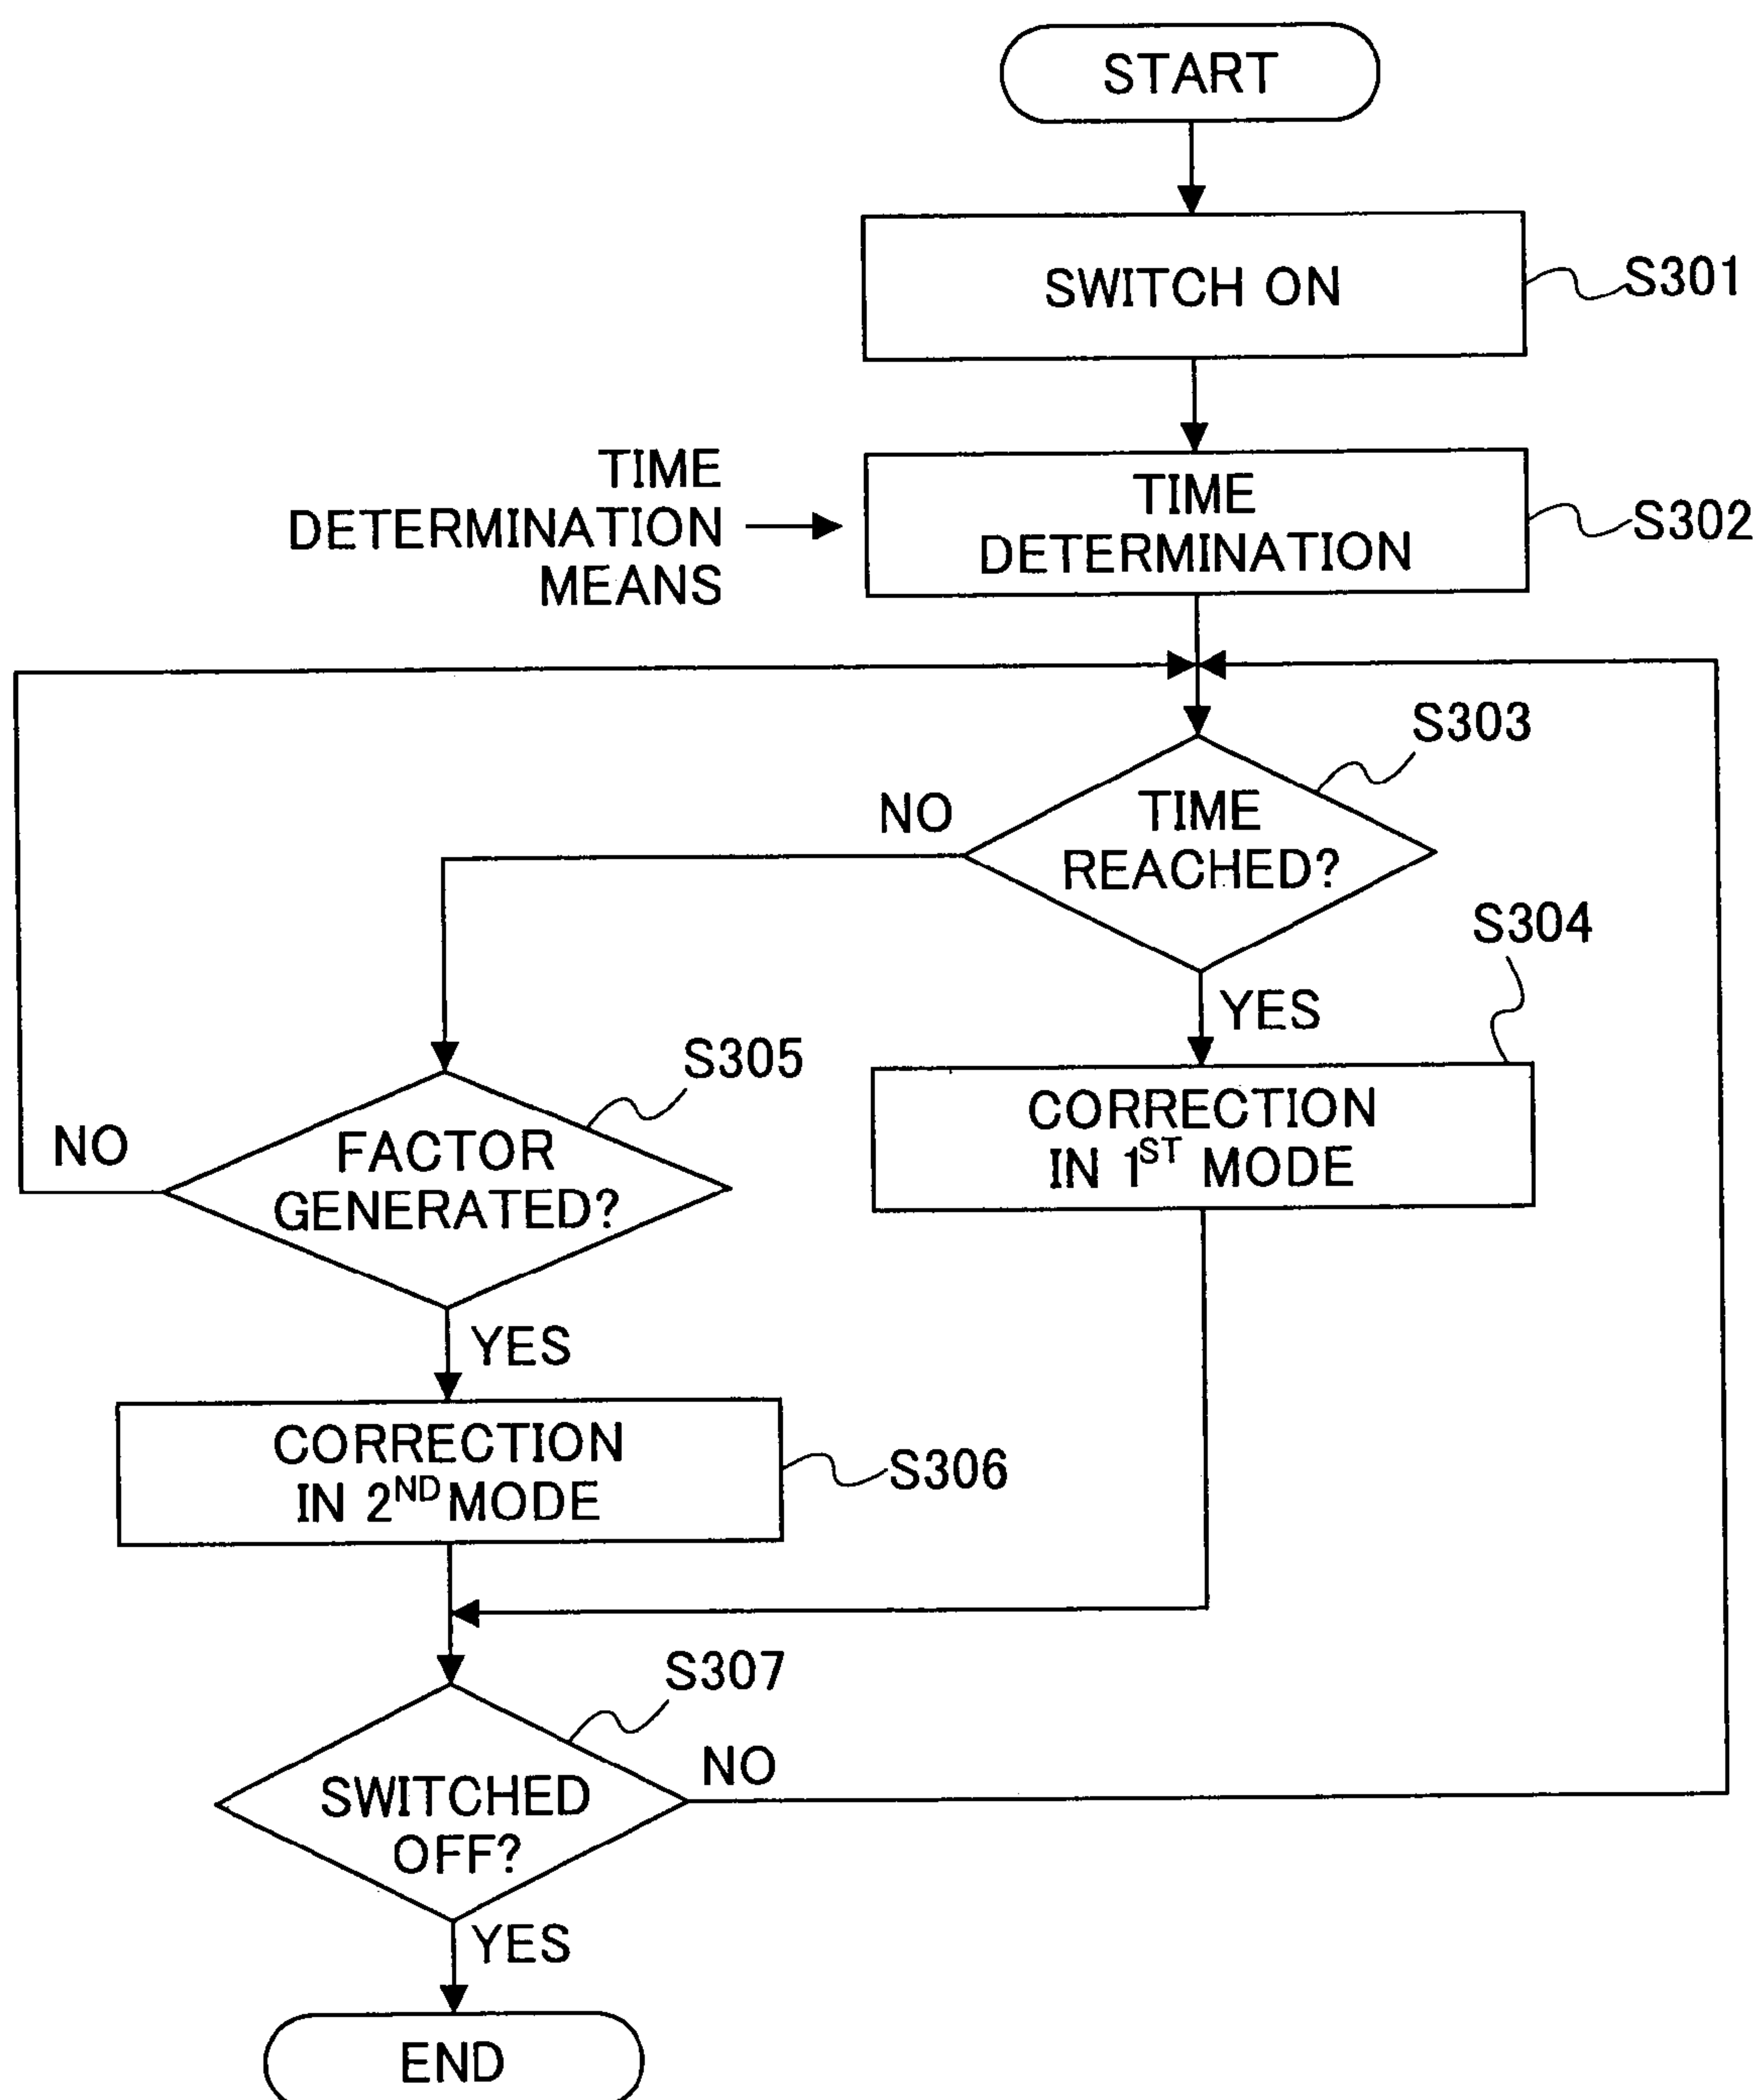 START
SWITCH ON
S301
TIME
DETERMINATION
MEANS
TIME
DETERMINATION
S302
S303
NO
TIME
REACHED?
S304
YES
S305
CORRECTION
IN 1ST MODE
NO
FACTOR
GENERATED?
YES
CORRECTION
IN 2ND MODE
S306
S307
NO
SWITCHED
OFF?
YES
END